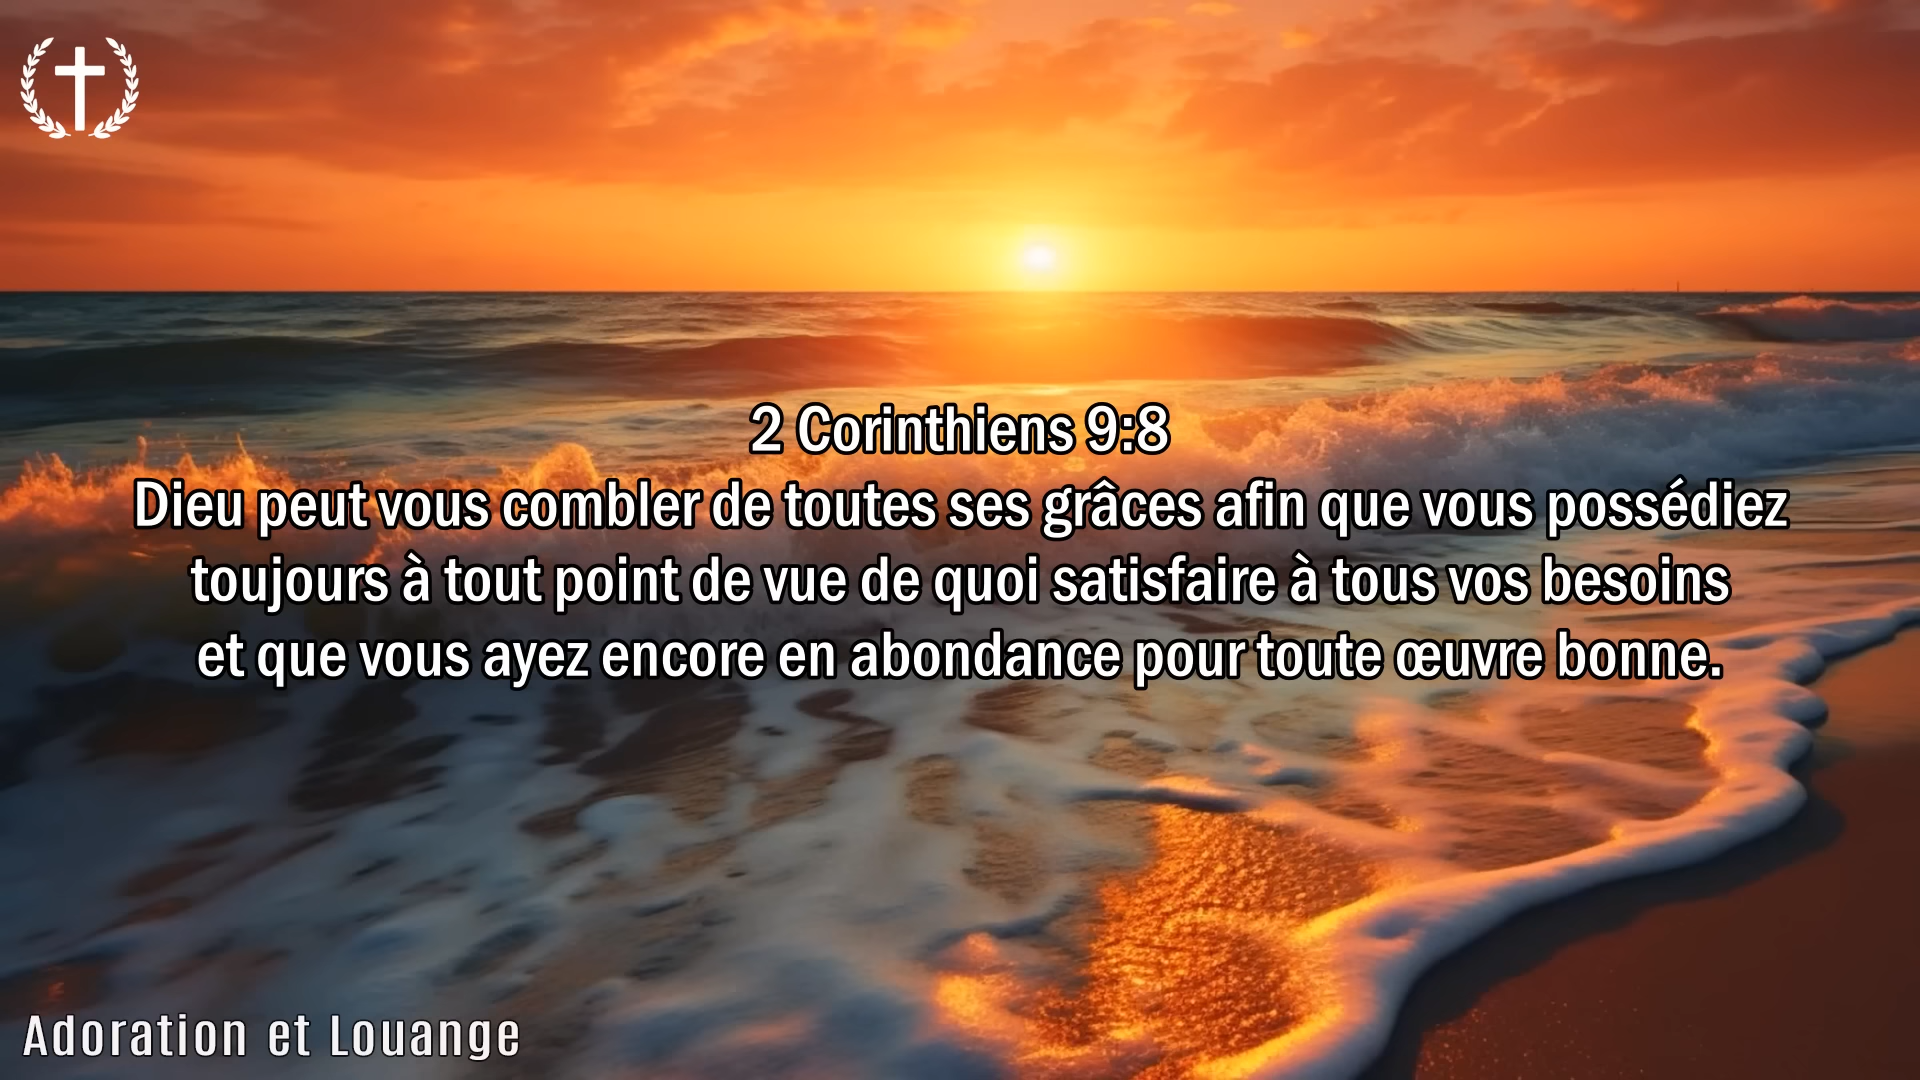 2 Corinthiens 9:8
Dieu peut vous combler de toutes ses grâces afin que vous possédiez
toujours à tout point de vue de quoi satisfaire à tous vos besoins
et que vous ayez encore en abondance pour toute œuvre bonne.
Adoration et Louange